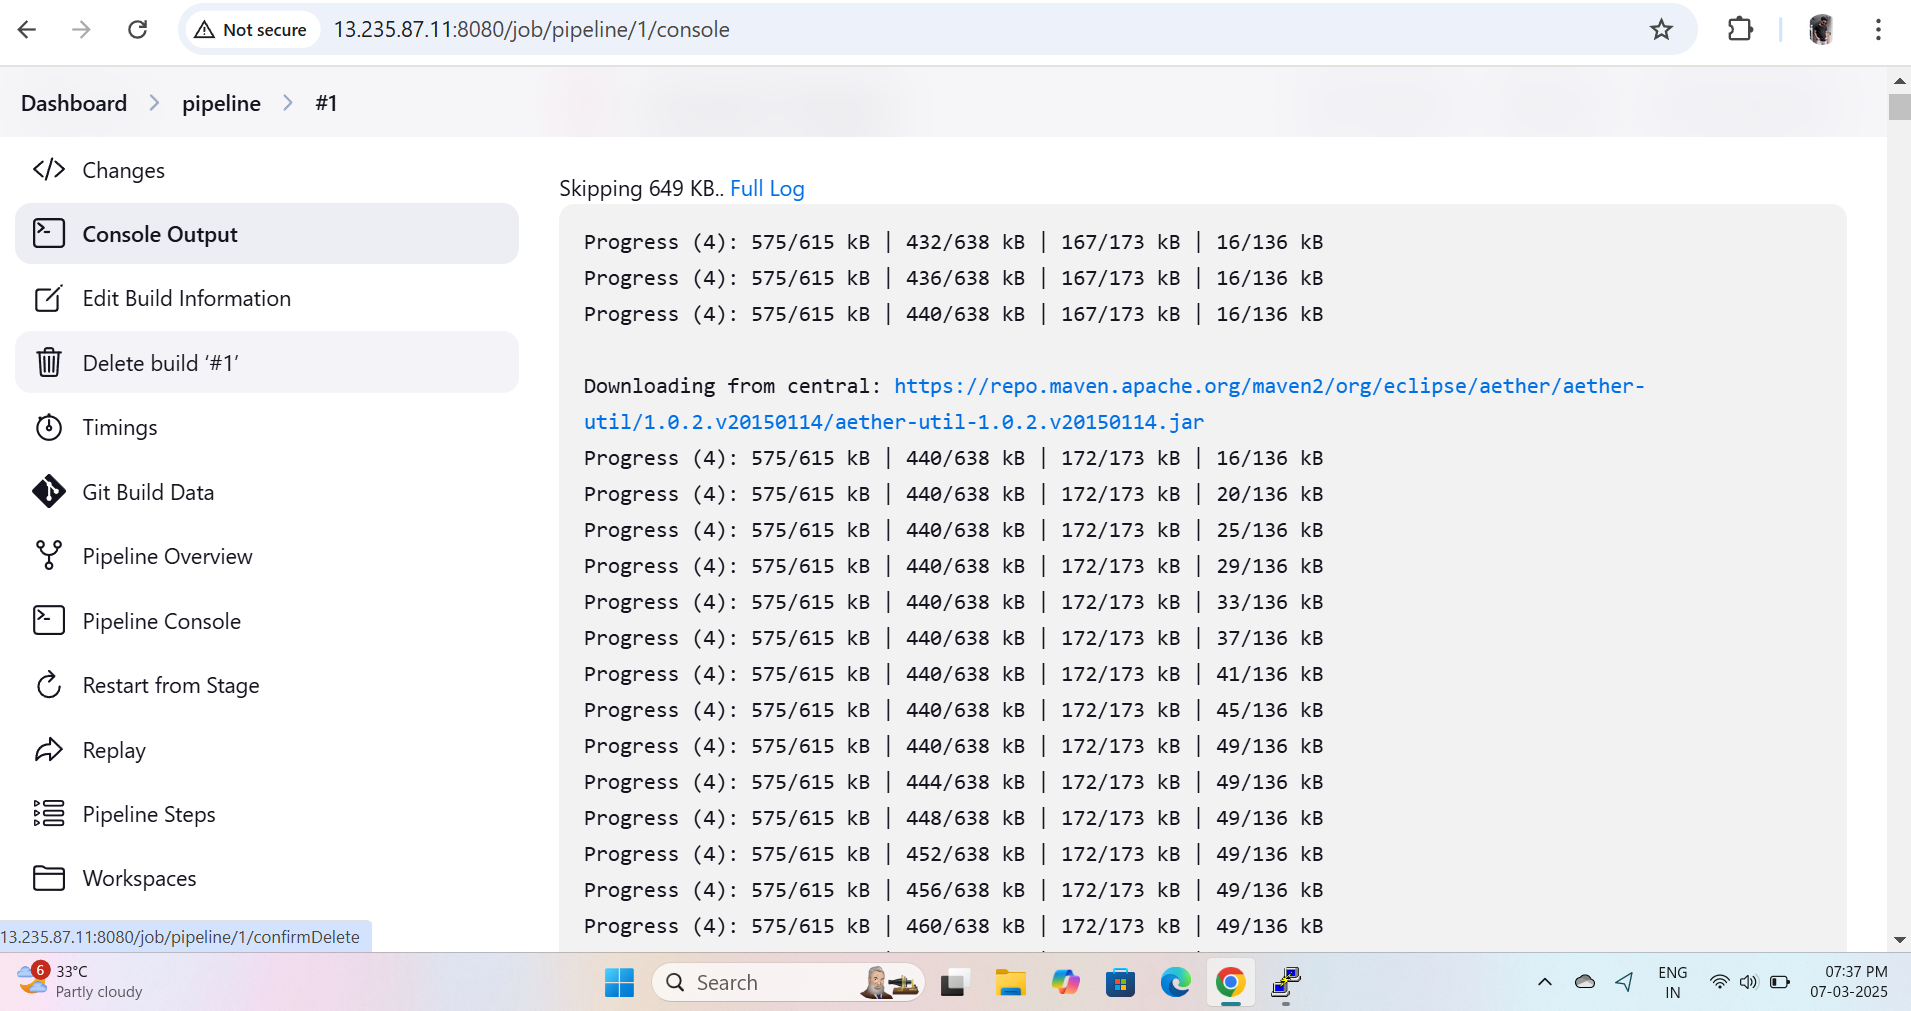 Not secure
13.235.87.11:8080/job/pipeline/1/console
Dashboard
pipeline
#1
Changes
Console Output
Edit Build Information
Delete build ‘#1’
Timings
Git Build Data
Pipeline Overview
Pipeline Console
Restart from Stage
Replay
Pipeline Steps
Workspaces
Skipping 649 KB.. Full Log
Progress (4): 575/615 kB | 432/638 kB | 167/173 kB | 16/136 kB
Progress (4): 575/615 kB | 436/638 kB | 167/173 kB | 16/136 kB
Progress (4): 575/615 kB | 440/638 kB | 167/173 kB | 16/136 kB
Downloading from central: https://repo.maven.apache.org/maven2/org/eclipse/aether/aether-
util/1.0.2.v20150114/aether-util-1.0.2.v20150114.jar
Progress (4): 575/615 kB | 440/638 kB | 172/173 kB | 16/136 kB
Progress (4): 575/615 kB | 440/638 kB | 172/173 kB | 20/136 kB
Progress (4): 575/615 kB | 440/638 kB | 172/173 kB | 25/136 kB
Progress (4): 575/615 kB | 440/638 kB | 172/173 kB | 29/136 kB
Progress (4): 575/615 kB | 440/638 kB | 172/173 kB | 33/136 kB
Progress (4): 575/615 kB | 440/638 kB | 172/173 kB | 37/136 kB
Progress (4): 575/615 kB | 440/638 kB | 172/173 kB | 41/136 kB
Progress (4): 575/615 kB | 440/638 kB | 172/173 kB | 45/136 kB
Progress (4): 575/615 kB | 440/638 kB | 172/173 kB | 49/136 kB
Progress (4): 575/615 kB | 444/638 kB | 172/173 kB | 49/136 kB
Progress (4): 575/615 kB | 448/638 kB | 172/173 kB | 49/136 kB
Progress (4): 575/615 kB | 452/638 kB | 172/173 kB | 49/136 kB
Progress (4): 575/615 kB | 456/638 kB | 172/173 kB | 49/136 kB
Progress (4): 575/615 kB | 460/638 kB | 172/173 kB | 49/136 kB
13.235.87.11:8080/job/pipeline/1/confirmDelete
6
33°C
Partly cloudy
Search
ENG
IN
07:37 PM
07-03-2025